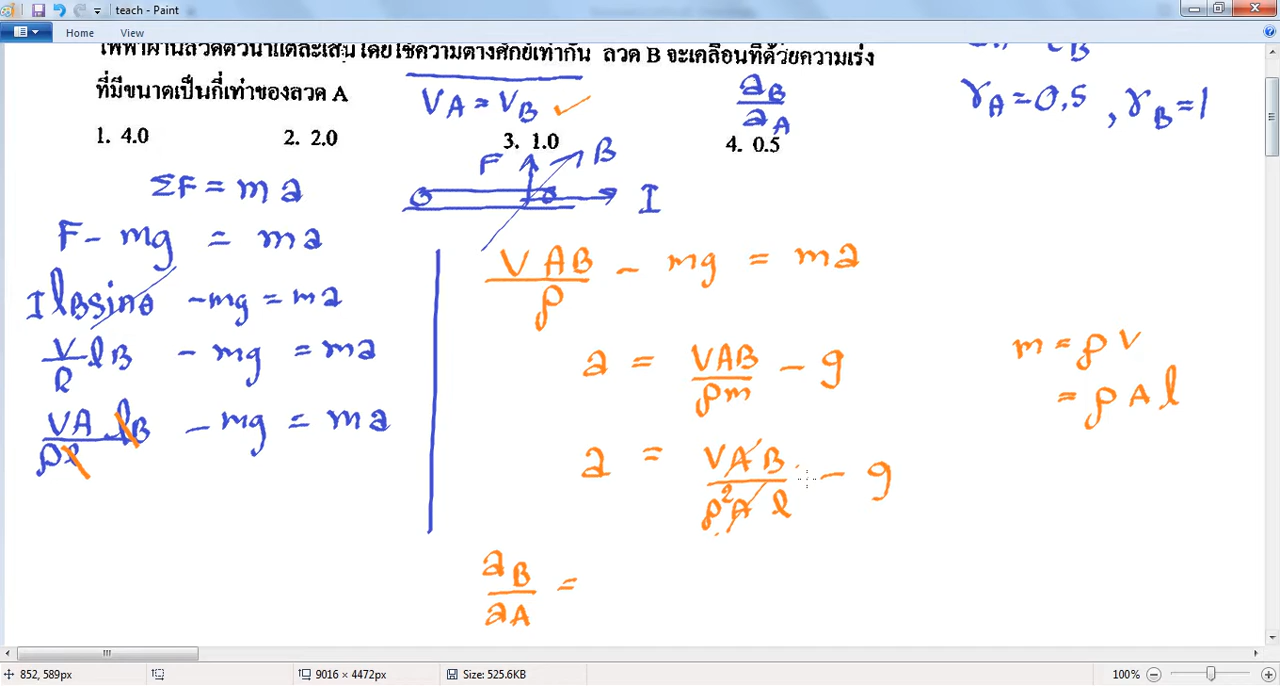 teach - Paint
Home View
ไฟฟ้าผ่านลวดตัวนำแต่ละเส้น โดยใช้ความต่างศักย์เท่ากัน ลวด B จะเคลื่อนที่ด้วยความเร่ง
ที่มีขนาดเป็นกี่เท่าของลวด A
V_A = V_B ✓
a_B/a_A
r_A = 0.5 , r_B = 1
1. 4.0 2. 2.0 3. 1.0 4. 0.5
ΣF = ma
F B I
F - mg = ma
IlBsinθ - mg = ma
V/R lB - mg = ma
VA/ρl lB - mg = ma
VAB/ρ - mg = ma
a = VAB/ρm - g
m = ρV
= ρAl
a = VAB/ρ²Al - g
a_B/a_A =
852, 589px 9016 × 4472px Size: 525.6KB 100%